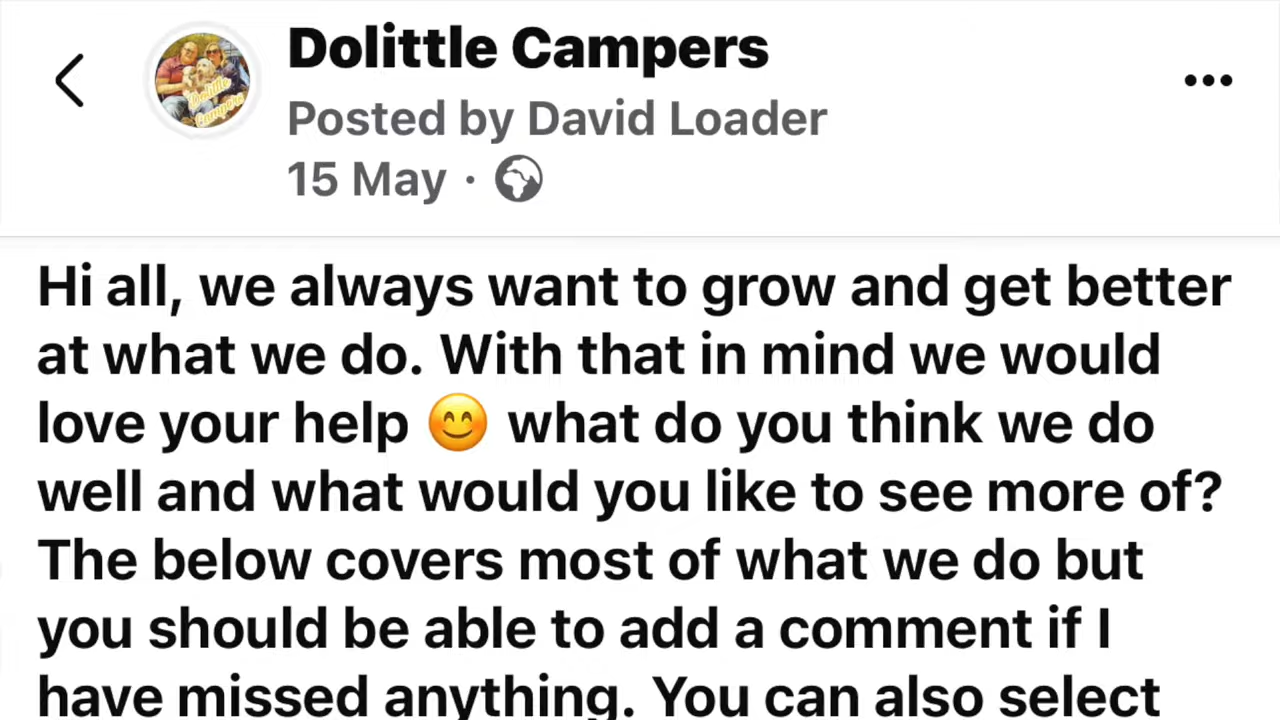 Dolittle Campers
Posted by David Loader
15 May ·
Dolittle
Campers
Hi all, we always want to grow and get better
at what we do. With that in mind we would
love your help 😊 what do you think we do
well and what would you like to see more of?
The below covers most of what we do but
you should be able to add a comment if I
have missed anything. You can also select